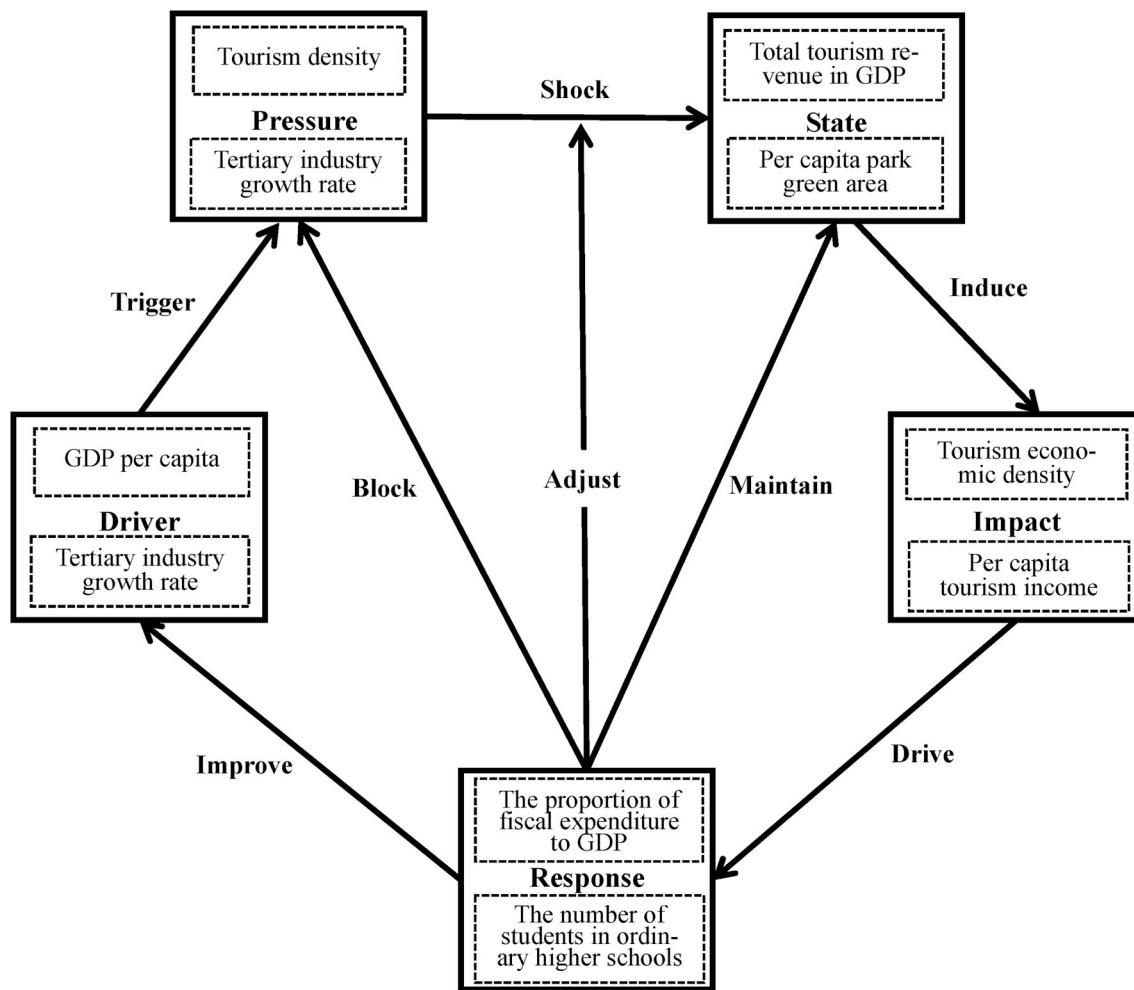 Tourism density
Pressure
Tertiary industry
growth rate
Shock
Total tourism re-
venue in GDP
State
Per capita park
green area
Trigger
Induce
GDP per capita
Driver
Tertiary industry
growth rate
Block
Adjust
Maintain
Tourism econo-
mic density
Impact
Per capita
tourism income
Improve
Drive
The proportion of
fiscal expenditure
to GDP
Response
The number of
students in ordin-
ary higher schools